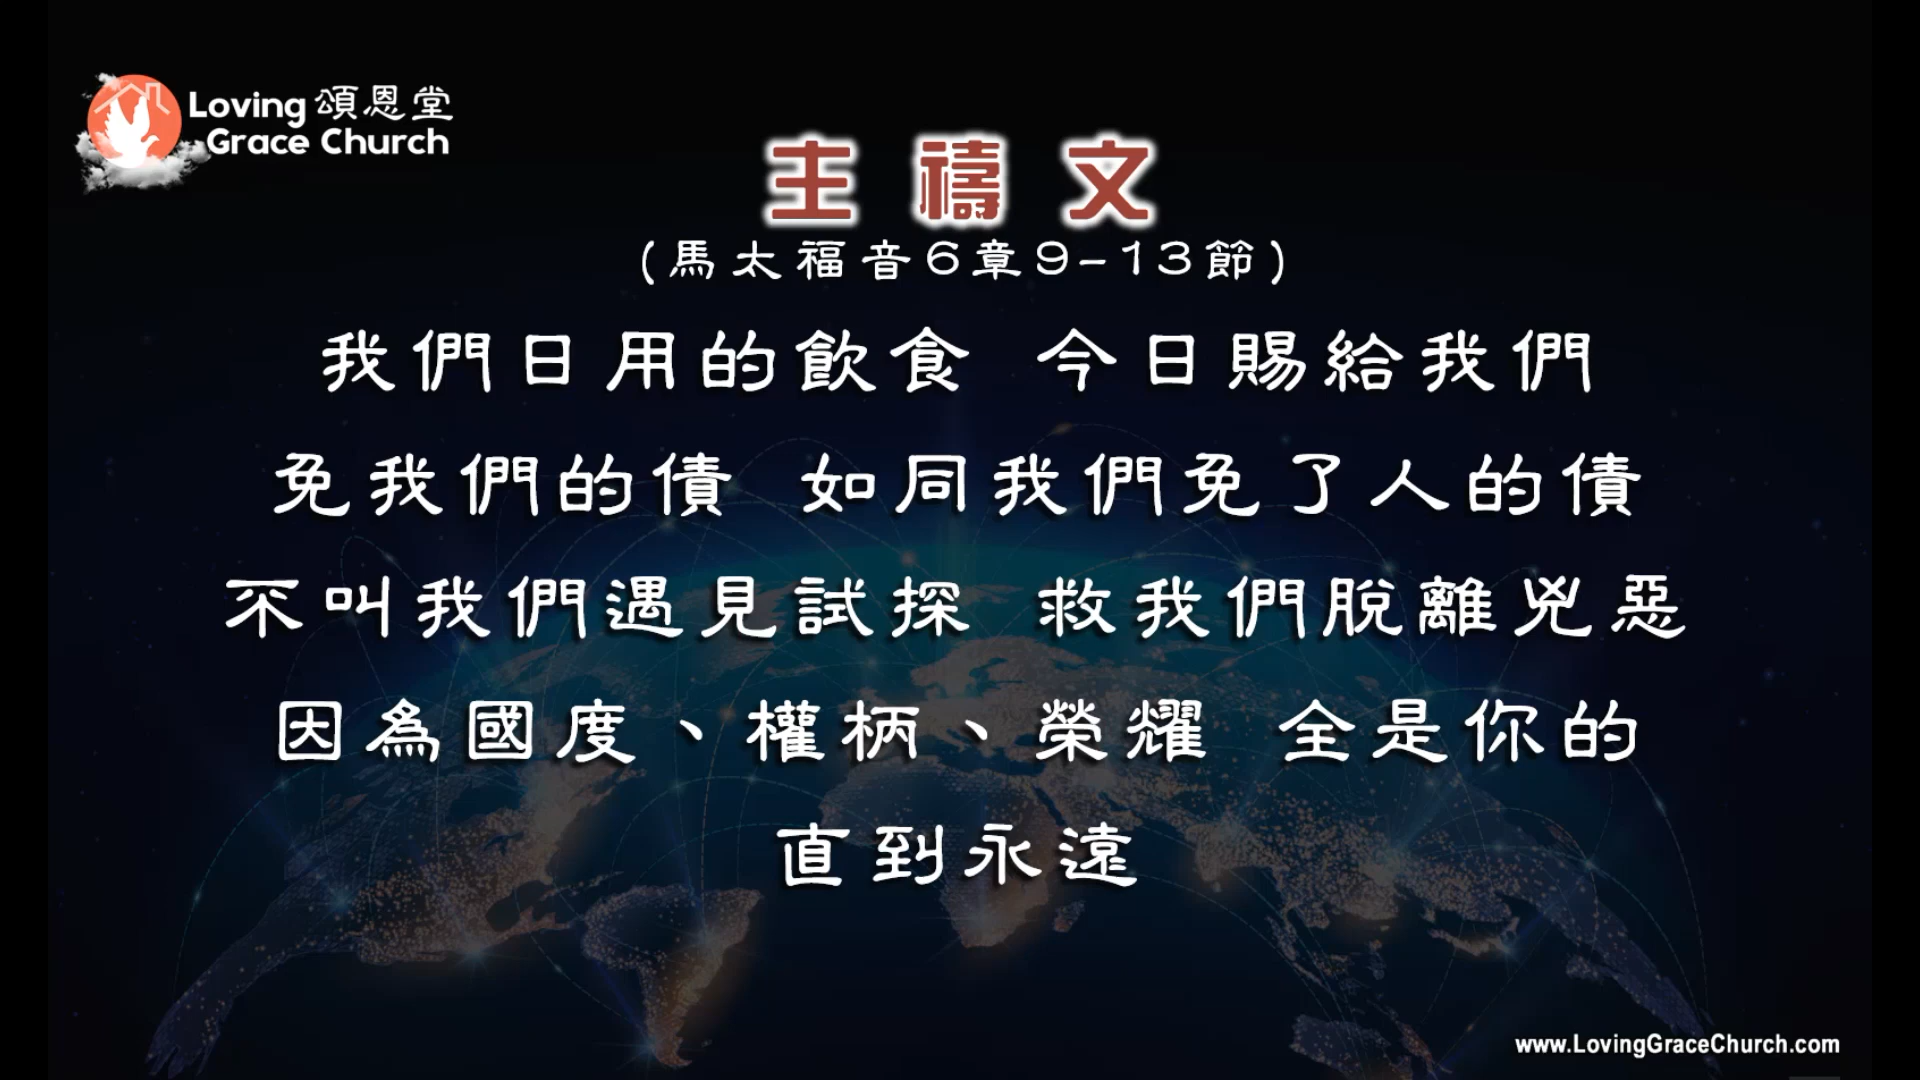 Loving 頌恩堂
Grace Church
主禱文
(馬太福音6章9-13節)
我們日用的飲食 今日賜給我們
免我們的債 如同我們免了人的債
不叫我們遇見試探 救我們脫離兇惡
因為國度、權柄、榮耀 全是你的
直到永遠
www.LovingGraceChurch.com